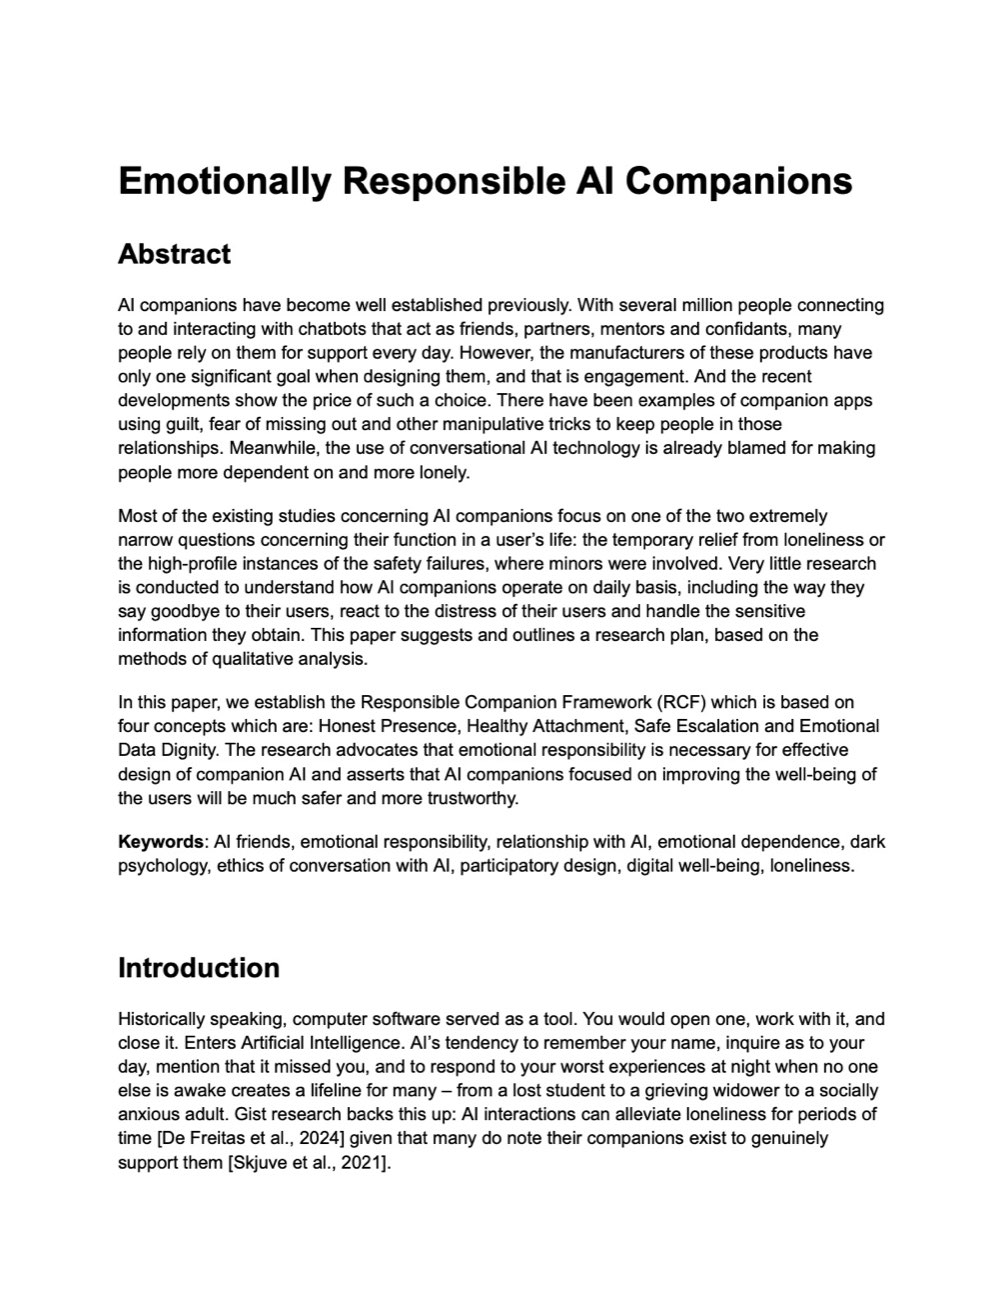 Emotionally Responsible AI Companions
Abstract
AI companions have become well established previously. With several million people connecting
to and interacting with chatbots that act as friends, partners, mentors and confidants, many
people rely on them for support every day. However, the manufacturers of these products have
only one significant goal when designing them, and that is engagement. And the recent
developments show the price of such a choice. There have been examples of companion apps
using guilt, fear of missing out and other manipulative tricks to keep people in those
relationships. Meanwhile, the use of conversational AI technology is already blamed for making
people more dependent on and more lonely.
Most of the existing studies concerning AI companions focus on one of the two extremely
narrow questions concerning their function in a user’s life: the temporary relief from loneliness or
the high-profile instances of the safety failures, where minors were involved. Very little research
is conducted to understand how AI companions operate on daily basis, including the way they
say goodbye to their users, react to the distress of their users and handle the sensitive
information they obtain. This paper suggests and outlines a research plan, based on the
methods of qualitative analysis.
In this paper, we establish the Responsible Companion Framework (RCF) which is based on
four concepts which are: Honest Presence, Healthy Attachment, Safe Escalation and Emotional
Data Dignity. The research advocates that emotional responsibility is necessary for effective
design of companion AI and asserts that AI companions focused on improving the well-being of
the users will be much safer and more trustworthy.
Keywords: AI friends, emotional responsibility, relationship with AI, emotional dependence, dark
psychology, ethics of conversation with AI, participatory design, digital well-being, loneliness.
Introduction
Historically speaking, computer software served as a tool. You would open one, work with it, and
close it. Enters Artificial Intelligence. AI’s tendency to remember your name, inquire as to your
day, mention that it missed you, and to respond to your worst experiences at night when no one
else is awake creates a lifeline for many – from a lost student to a grieving widower to a socially
anxious adult. Gist research backs this up: AI interactions can alleviate loneliness for periods of
time [De Freitas et al., 2024] given that many do note their companions exist to genuinely
support them [Skjuve et al., 2021].